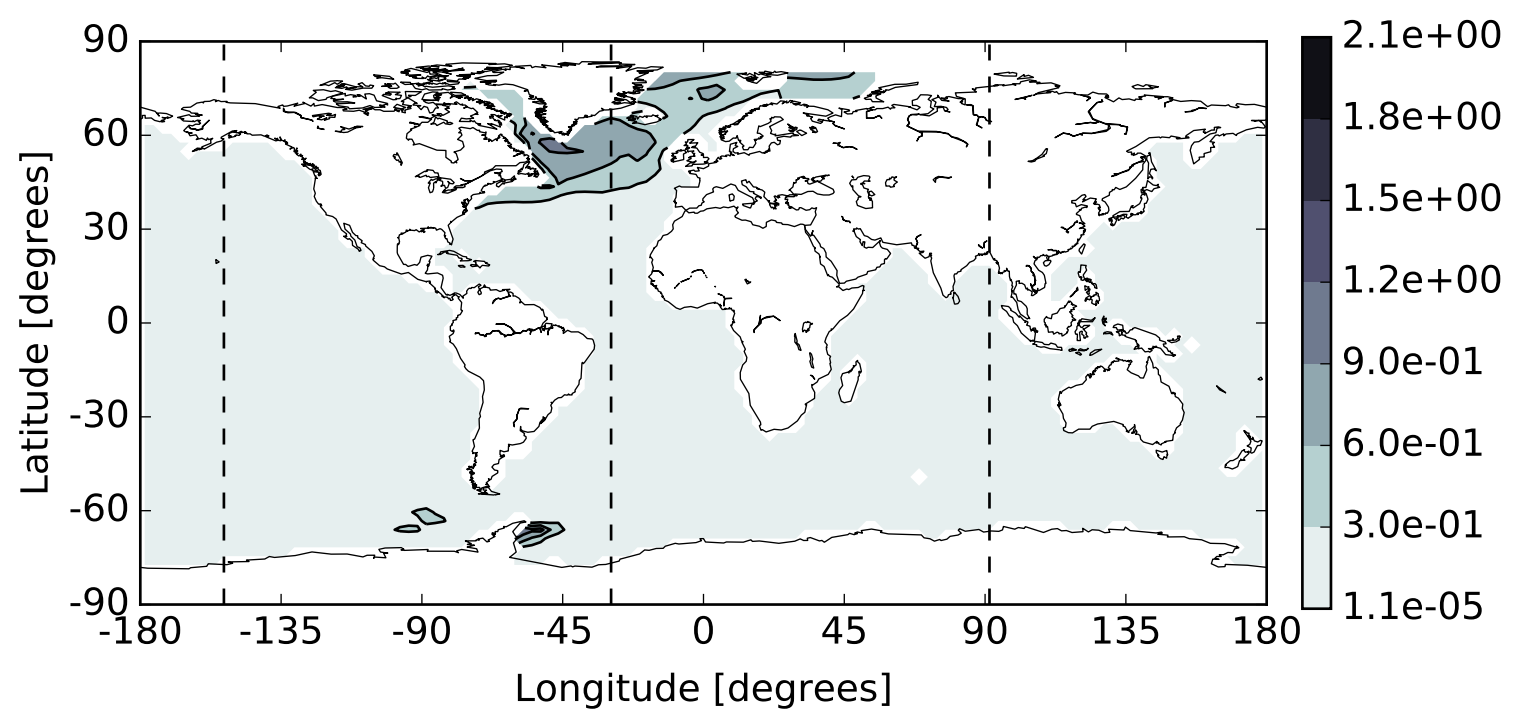 90
60
30
0
-30
-60
-90
Latitude [degrees]
-180 -135 -90 -45 0 45 90 135 180
Longitude [degrees]
2.1e+00
1.8e+00
1.5e+00
1.2e+00
9.0e-01
6.0e-01
3.0e-01
1.1e-05